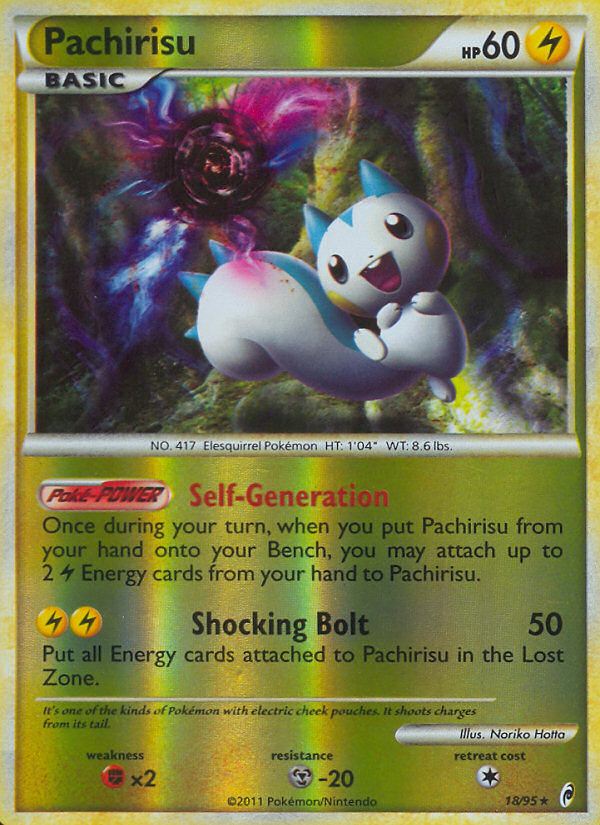 Pachirisu
HP60
BASIC
NO. 417 Elesquirrel Pokémon HT: 1'04" WT: 8.6 lbs.
Poké-POWER Self-Generation
Once during your turn, when you put Pachirisu from
your hand onto your Bench, you may attach up to
2 Energy cards from your hand to Pachirisu.
Shocking Bolt 50
Put all Energy cards attached to Pachirisu in the Lost
Zone.
It's one of the kinds of Pokémon with electric cheek pouches. It shoots charges
from its tail.
Illus. Noriko Hotta
weakness resistance retreat cost
×2 -20
©2011 Pokémon/Nintendo 18/95★